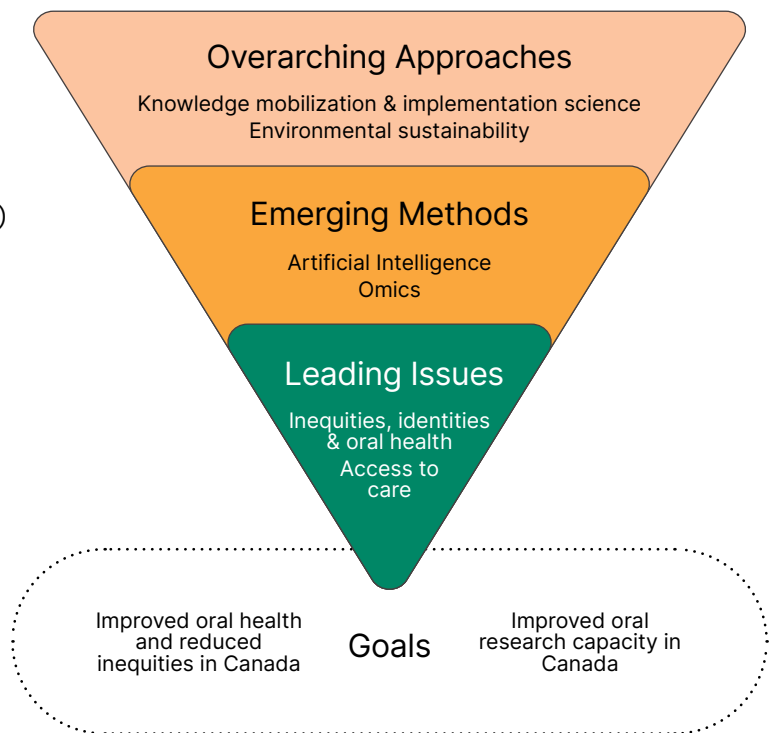 Overarching Approaches
Knowledge mobilization & implementation science
Environmental sustainability
)
Emerging Methods
Artificial Intelligence
Omics
Leading Issues
Inequities, identities
& oral health
Access to
care
Improved oral health
and reduced
inequities in Canada
Goals
Improved oral
research capacity in
Canada